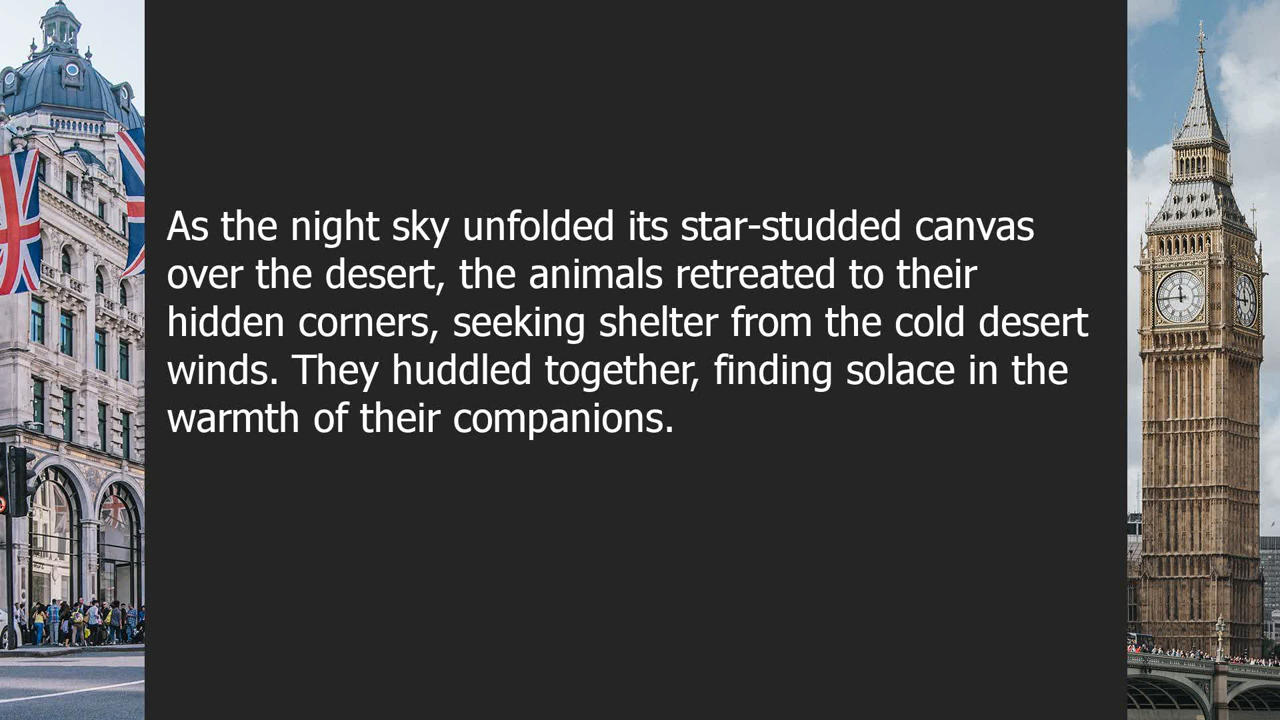 As the night sky unfolded its star-studded canvas
over the desert, the animals retreated to their
hidden corners, seeking shelter from the cold desert
winds. They huddled together, finding solace in the
warmth of their companions.